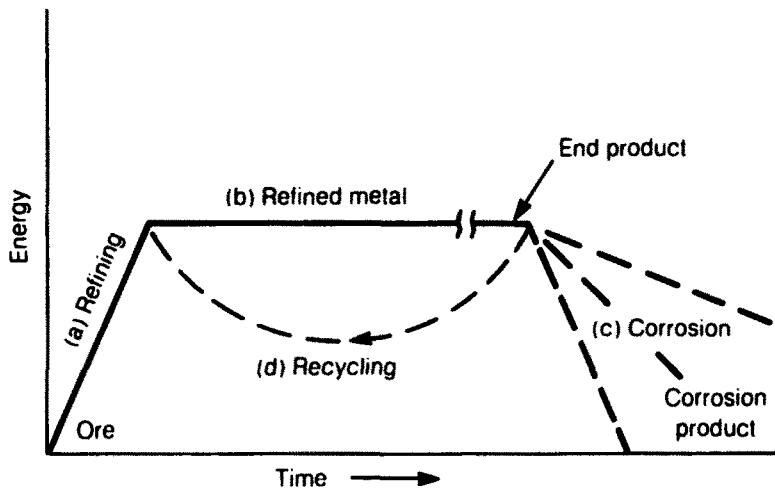 End product
(b) Refined metal
Energy
(a) Refining
(c) Corrosion
(d) Recycling
Corrosion
product
Ore
Time